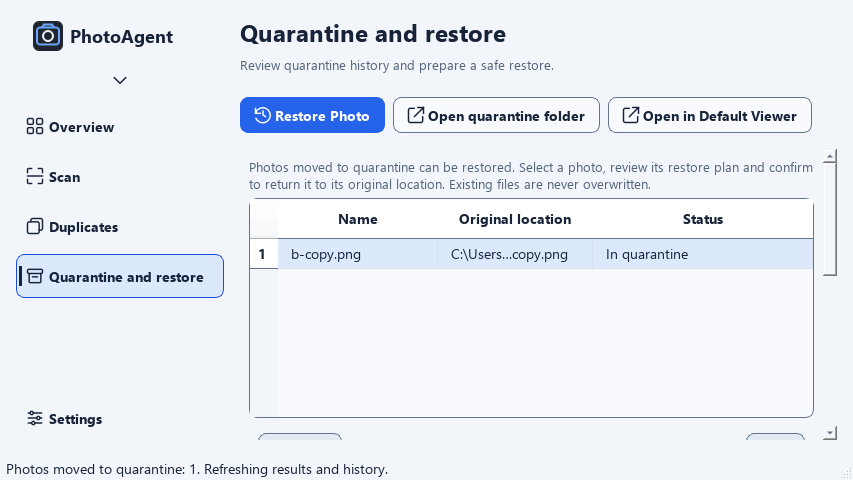 PhotoAgent
Overview
Scan
Duplicates
Quarantine and restore
Settings
Quarantine and restore
Review quarantine history and prepare a safe restore.
Restore Photo
Open quarantine folder
Open in Default Viewer
Photos moved to quarantine can be restored. Select a photo, review its restore plan and confirm
to return it to its original location. Existing files are never overwritten.
Name Original location Status
1 b-copy.png C:\Users...copy.png In quarantine
Photos moved to quarantine: 1. Refreshing results and history.